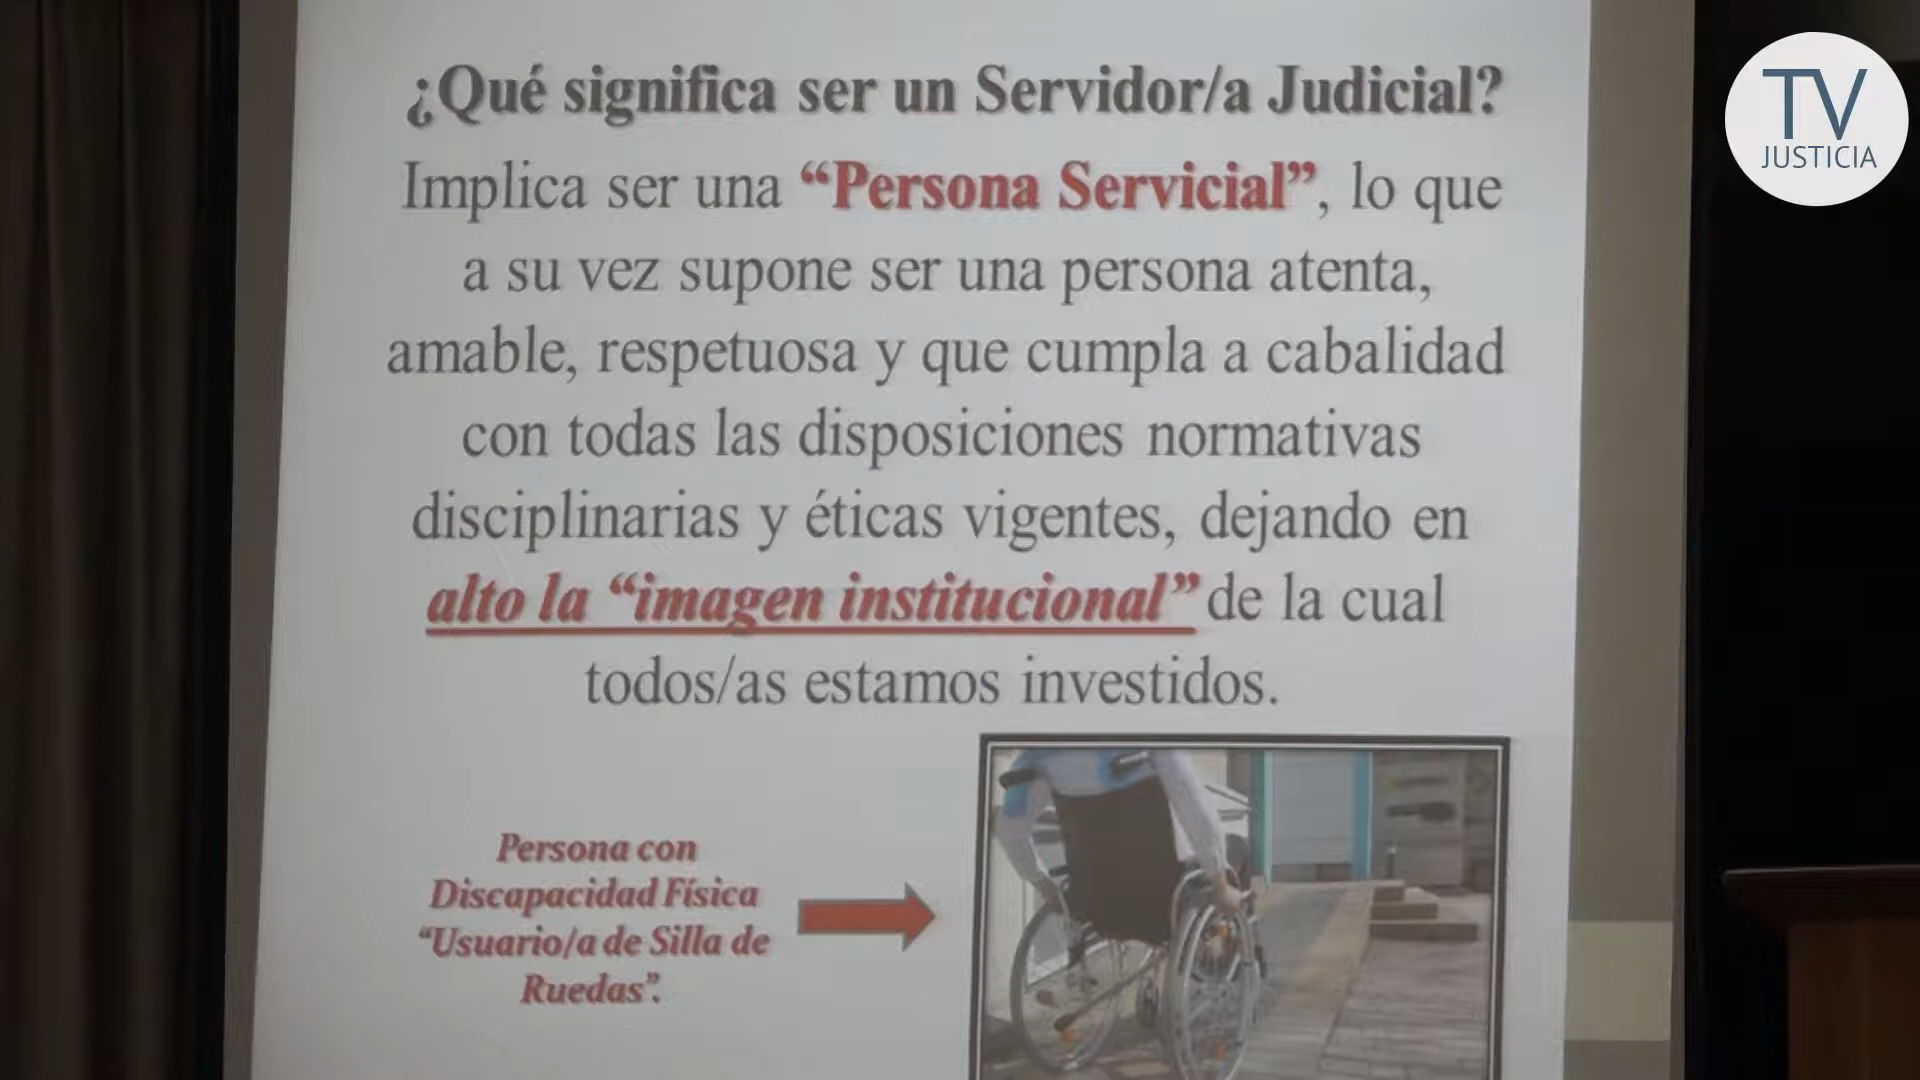 ¿Qué significa ser un Servidor/a Judicial?
Implica ser una “Persona Servicial”, lo que
a su vez supone ser una persona atenta,
amable, respetuosa y que cumpla a cabalidad
con todas las disposiciones normativas
disciplinarias y éticas vigentes, dejando en
alto la “imagen institucional” de la cual
todos/as estamos investidos.
Persona con
Discapacidad Física
“Usuario/a de Silla de
Ruedas”.
TV
JUSTICIA